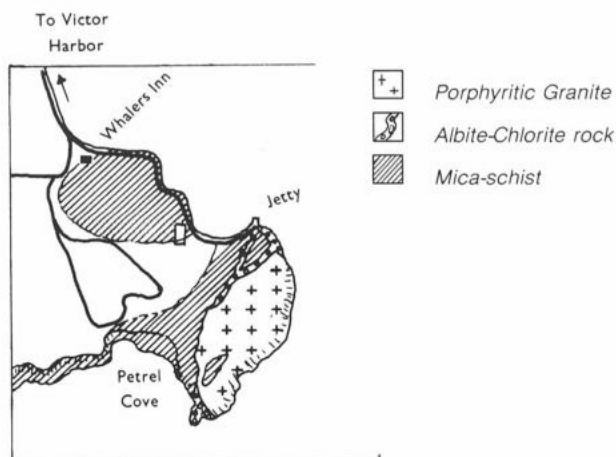 To Victor
Harbor
Whalers Inn
Jetty
Petrel
Cove
Porphyritic Granite
Albite-Chlorite rock
Mica-schist